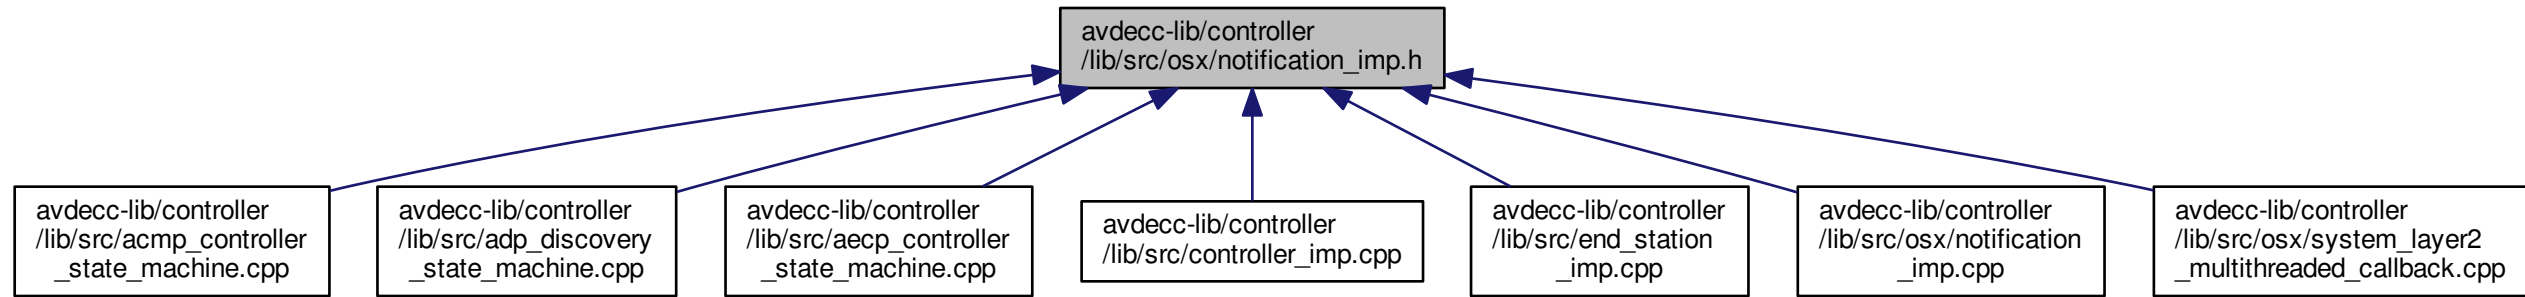 avdecc-lib/controller
/lib/src/osx/notification_imp.h
avdecc-lib/controller
/lib/src/acmp_controller
_state_machine.cpp
avdecc-lib/controller
/lib/src/adp_discovery
_state_machine.cpp
avdecc-lib/controller
/lib/src/aecp_controller
_state_machine.cpp
avdecc-lib/controller
/lib/src/controller_imp.cpp
avdecc-lib/controller
/lib/src/end_station
_imp.cpp
avdecc-lib/controller
/lib/src/osx/notification
_imp.cpp
avdecc-lib/controller
/lib/src/osx/system_layer2
_multithreaded_callback.cpp